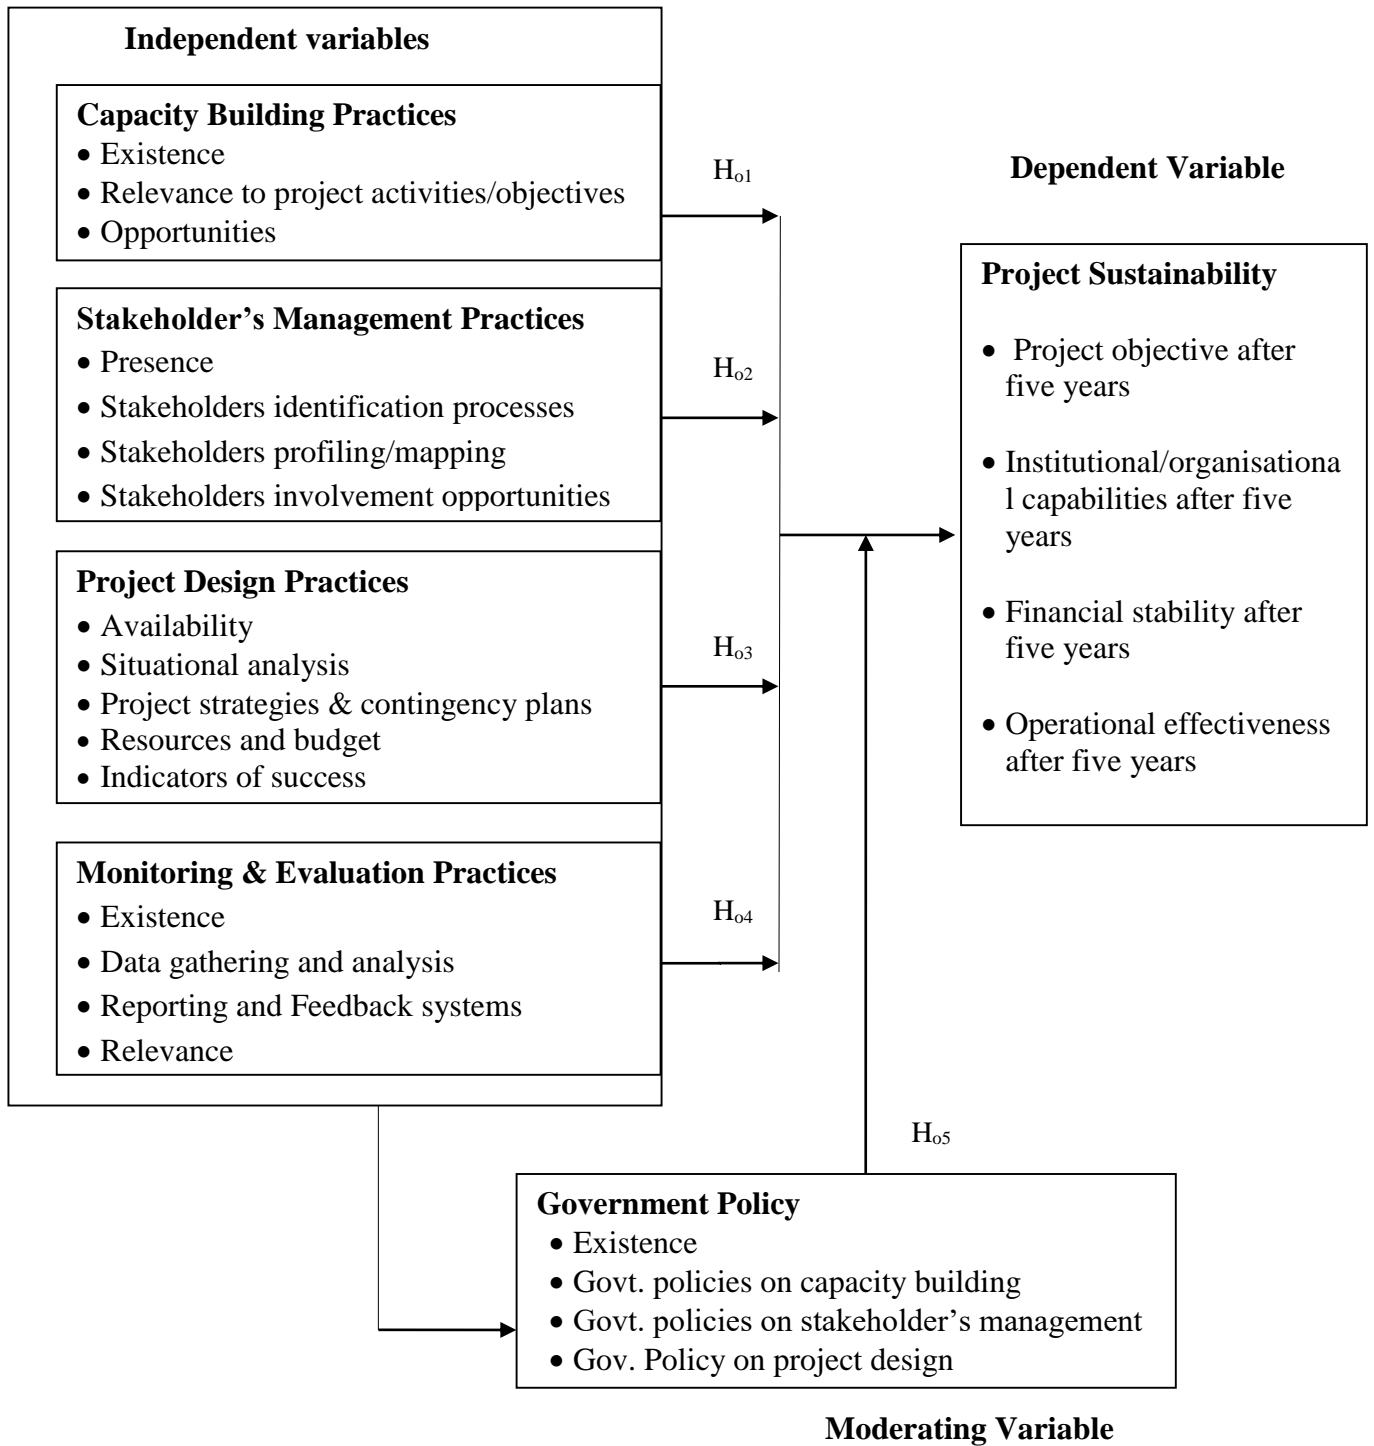 Independent variables
Capacity Building Practices
• Existence
• Relevance to project activities/objectives
• Opportunities
Stakeholder’s Management Practices
• Presence
• Stakeholders identification processes
• Stakeholders profiling/mapping
• Stakeholders involvement opportunities
Project Design Practices
• Availability
• Situational analysis
• Project strategies & contingency plans
• Resources and budget
• Indicators of success
Monitoring & Evaluation Practices
• Existence
• Data gathering and analysis
• Reporting and Feedback systems
• Relevance
Ho1
Ho2
Ho3
Ho4
Dependent Variable
Project Sustainability
• Project objective after
five years
• Institutional/organisationa
l capabilities after five
years
• Financial stability after
five years
• Operational effectiveness
after five years
Ho5
Government Policy
• Existence
• Govt. policies on capacity building
• Govt. policies on stakeholder’s management
• Gov. Policy on project design
Moderating Variable